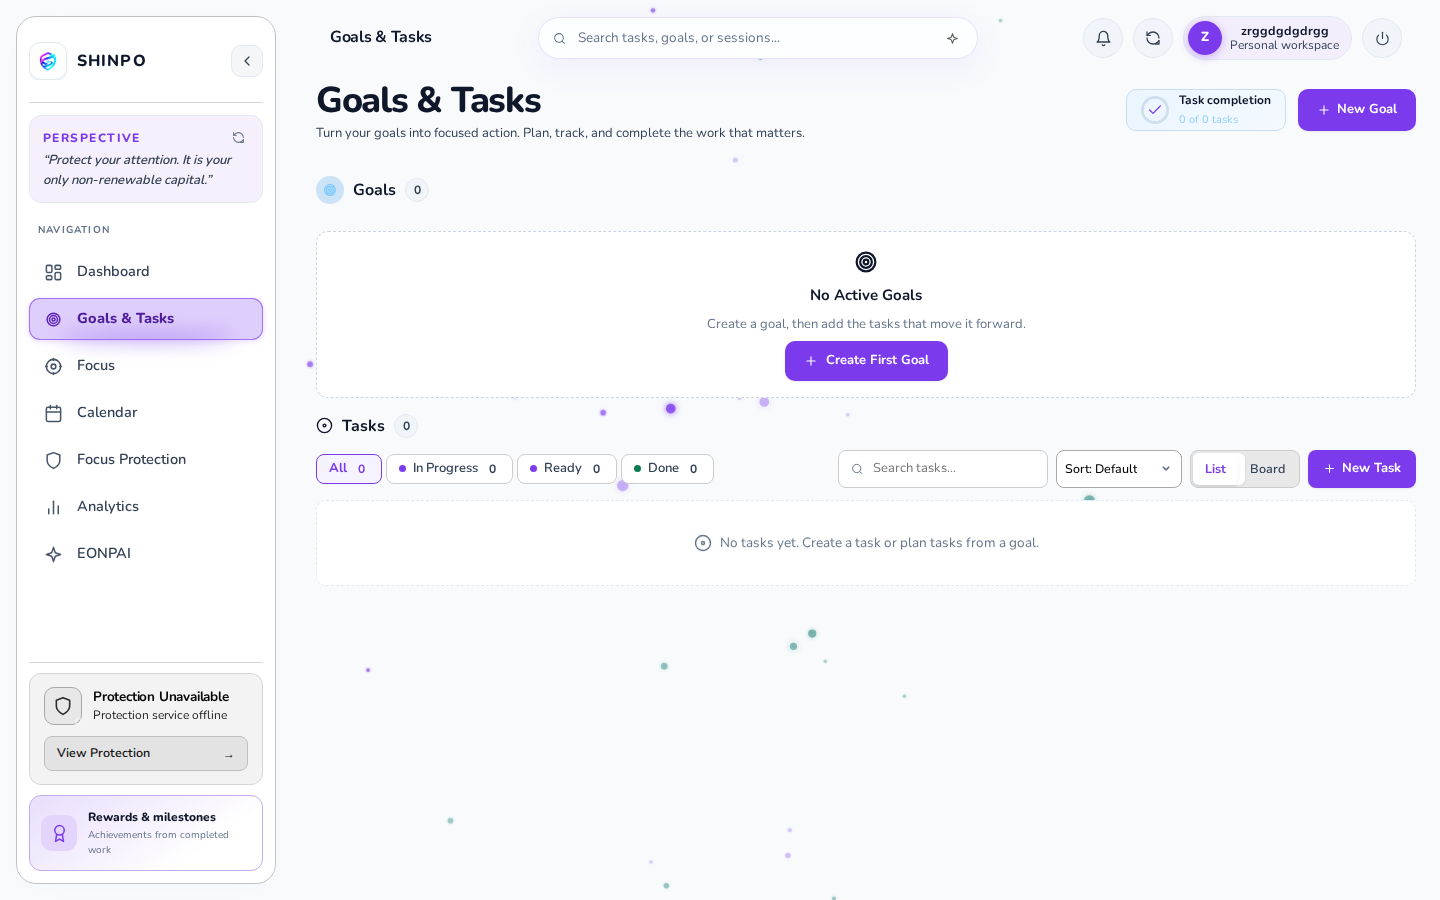 SHINPO
PERSPECTIVE
“Protect your attention. It is your
only non-renewable capital.”
NAVIGATION
Dashboard
Goals & Tasks
Focus
Calendar
Focus Protection
Analytics
EONPAI
Protection Unavailable
Protection service offline
View Protection →
Rewards & milestones
Achievements from completed
work
Goals & Tasks
Search tasks, goals, or sessions...
Z
zrggdgdgdrgg
Personal workspace
Goals & Tasks
Turn your goals into focused action. Plan, track, and complete the work that matters.
Task completion
0 of 0 tasks
New Goal
Goals 0
No Active Goals
Create a goal, then add the tasks that move it forward.
Create First Goal
Tasks 0
All 0
In Progress 0
Ready 0
Done 0
Search tasks...
Sort: Default
List
Board
New Task
No tasks yet. Create a task or plan tasks from a goal.